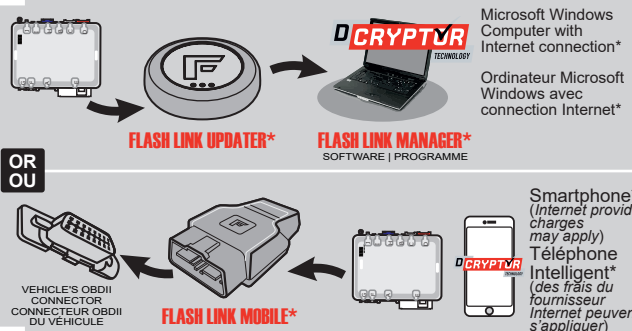 DCRYPTOR
TECHNOLOGY
Microsoft Windows
Computer with
Internet connection*
Ordinateur Microsoft
Windows avec
connection Internet*
FLASH LINK UPDATER*
FLASH LINK MANAGER*
SOFTWARE | PROGRAMME
OR
OU
VEHICLE'S OBDII
CONNECTOR
CONNECTEUR OBDII
DU VÉHICULE
FLASH LINK MOBILE*
DCRYPTOR
TECHNOLOGY
Smartphone
(Internet provid
charges
may apply)
Téléphone
Intelligent*
(des frais du
fournisseur
Internet peuven
s'appliquer)